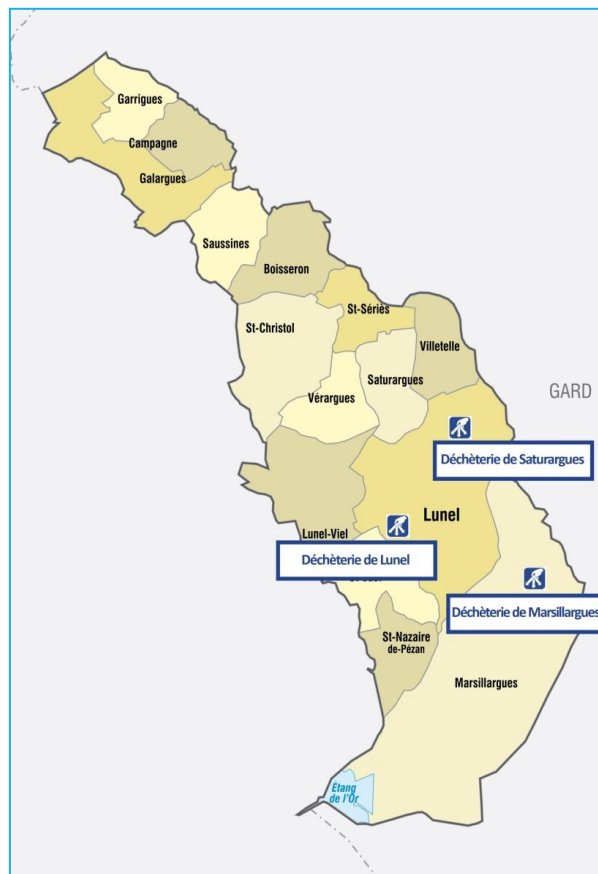 Garrigues
Campagne
Galargues
Saussines
Boisseron
St-Sériès
St-Christol
Villetelle
Saturargues
Vérargues
GARD
Déchèterie de Saturargues
Lunel
Lunel-Viel
Déchèterie de Lunel
Déchèterie de Marsillargues
St-Nazaire
de-Pézan
Marsillargues
Étang
de l'Or